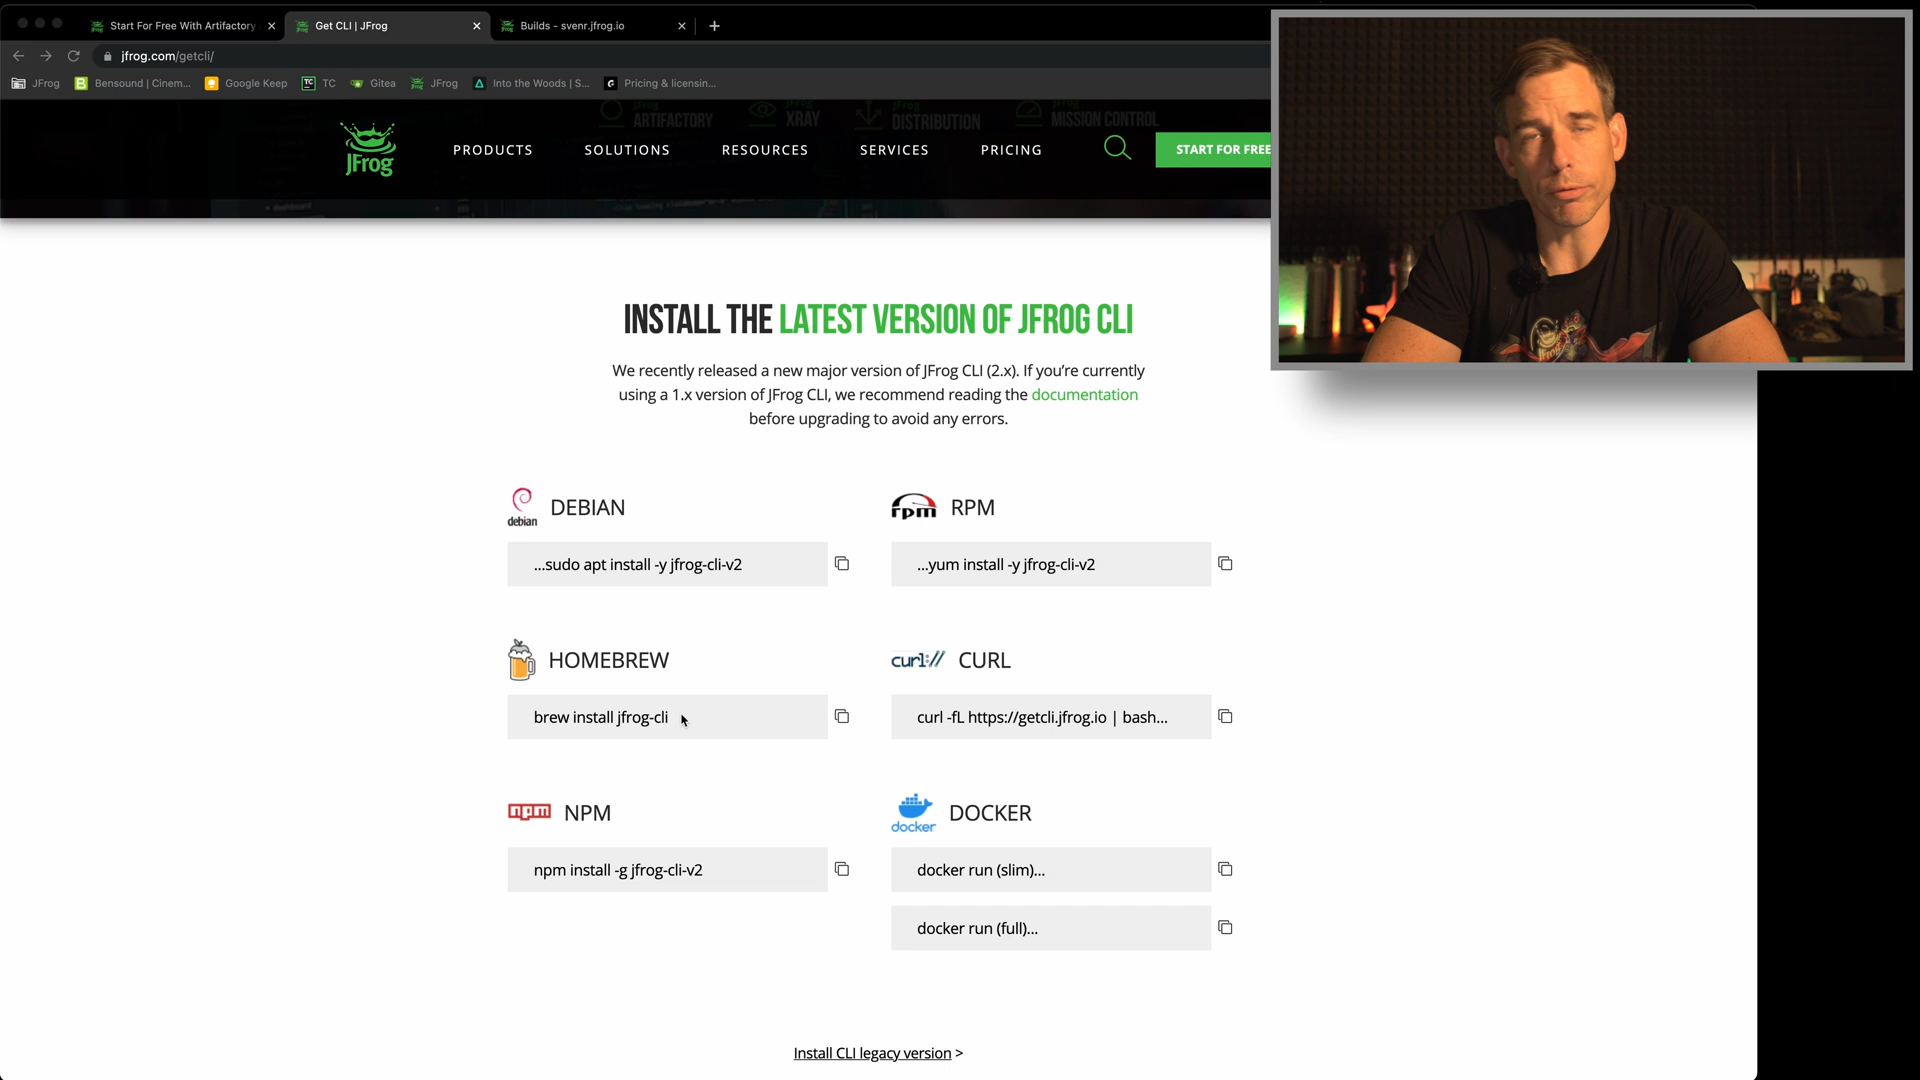 Start For Free With Artifactory
Get CLI | JFrog
Builds - svenr.jfrog.io
jfrog.com/getcli/
JFrog
Bensound | Cinem...
Google Keep
TC
TC
Gitea
JFrog
Into the Woods | S...
Pricing & licensin...
JFrog
ARTIFACTORY
JFrog
XRAY
JFrog
DISTRIBUTION
JFrog
MISSION CONTROL
JFrog
PRODUCTS
SOLUTIONS
RESOURCES
SERVICES
PRICING
START FOR FREE
INSTALL THE LATEST VERSION OF JFROG CLI
We recently released a new major version of JFrog CLI (2.x). If you’re currently
using a 1.x version of JFrog CLI, we recommend reading the documentation
before upgrading to avoid any errors.
debian
DEBIAN
rpm
RPM
...sudo apt install -y jfrog-cli-v2
...yum install -y jfrog-cli-v2
HOMEBREW
curl://
CURL
brew install jfrog-cli
curl -fL https://getcli.jfrog.io | bash...
npm
NPM
docker
DOCKER
npm install -g jfrog-cli-v2
docker run (slim)...
docker run (full)...
Install CLI legacy version >